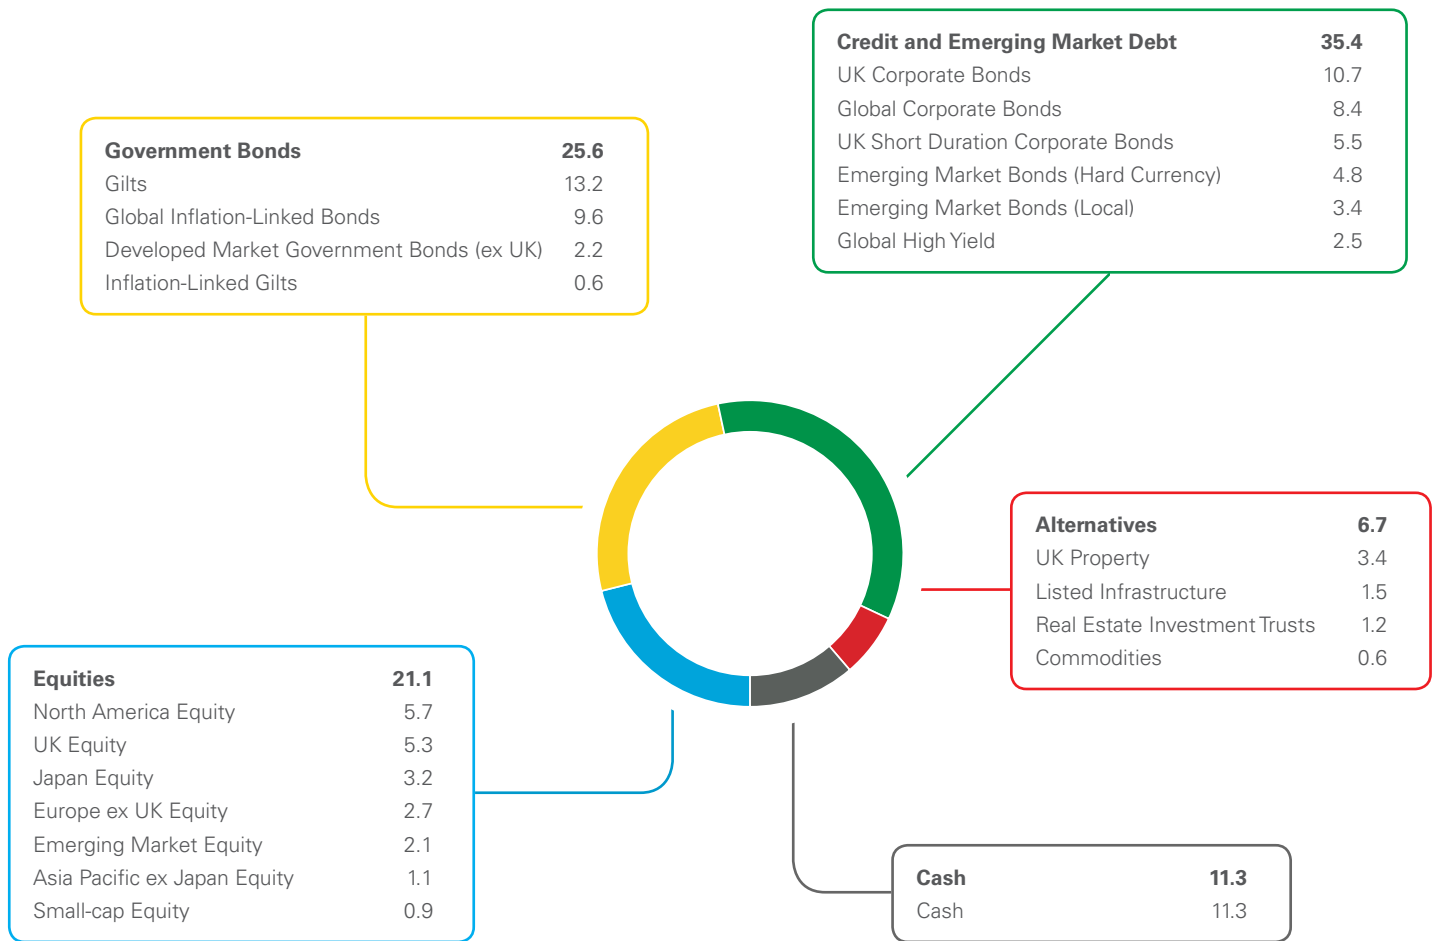 Credit and Emerging Market Debt 35.4
UK Corporate Bonds 10.7
Global Corporate Bonds 8.4
UK Short Duration Corporate Bonds 5.5
Emerging Market Bonds (Hard Currency) 4.8
Emerging Market Bonds (Local) 3.4
Global High Yield 2.5
Government Bonds 25.6
Gilts 13.2
Global Inflation-Linked Bonds 9.6
Developed Market Government Bonds (ex UK) 2.2
Inflation-Linked Gilts 0.6
Alternatives 6.7
UK Property 3.4
Listed Infrastructure 1.5
Real Estate Investment Trusts 1.2
Commodities 0.6
Equities 21.1
North America Equity 5.7
UK Equity 5.3
Japan Equity 3.2
Europe ex UK Equity 2.7
Emerging Market Equity 2.1
Asia Pacific ex Japan Equity 1.1
Small-cap Equity 0.9
Cash 11.3
Cash 11.3